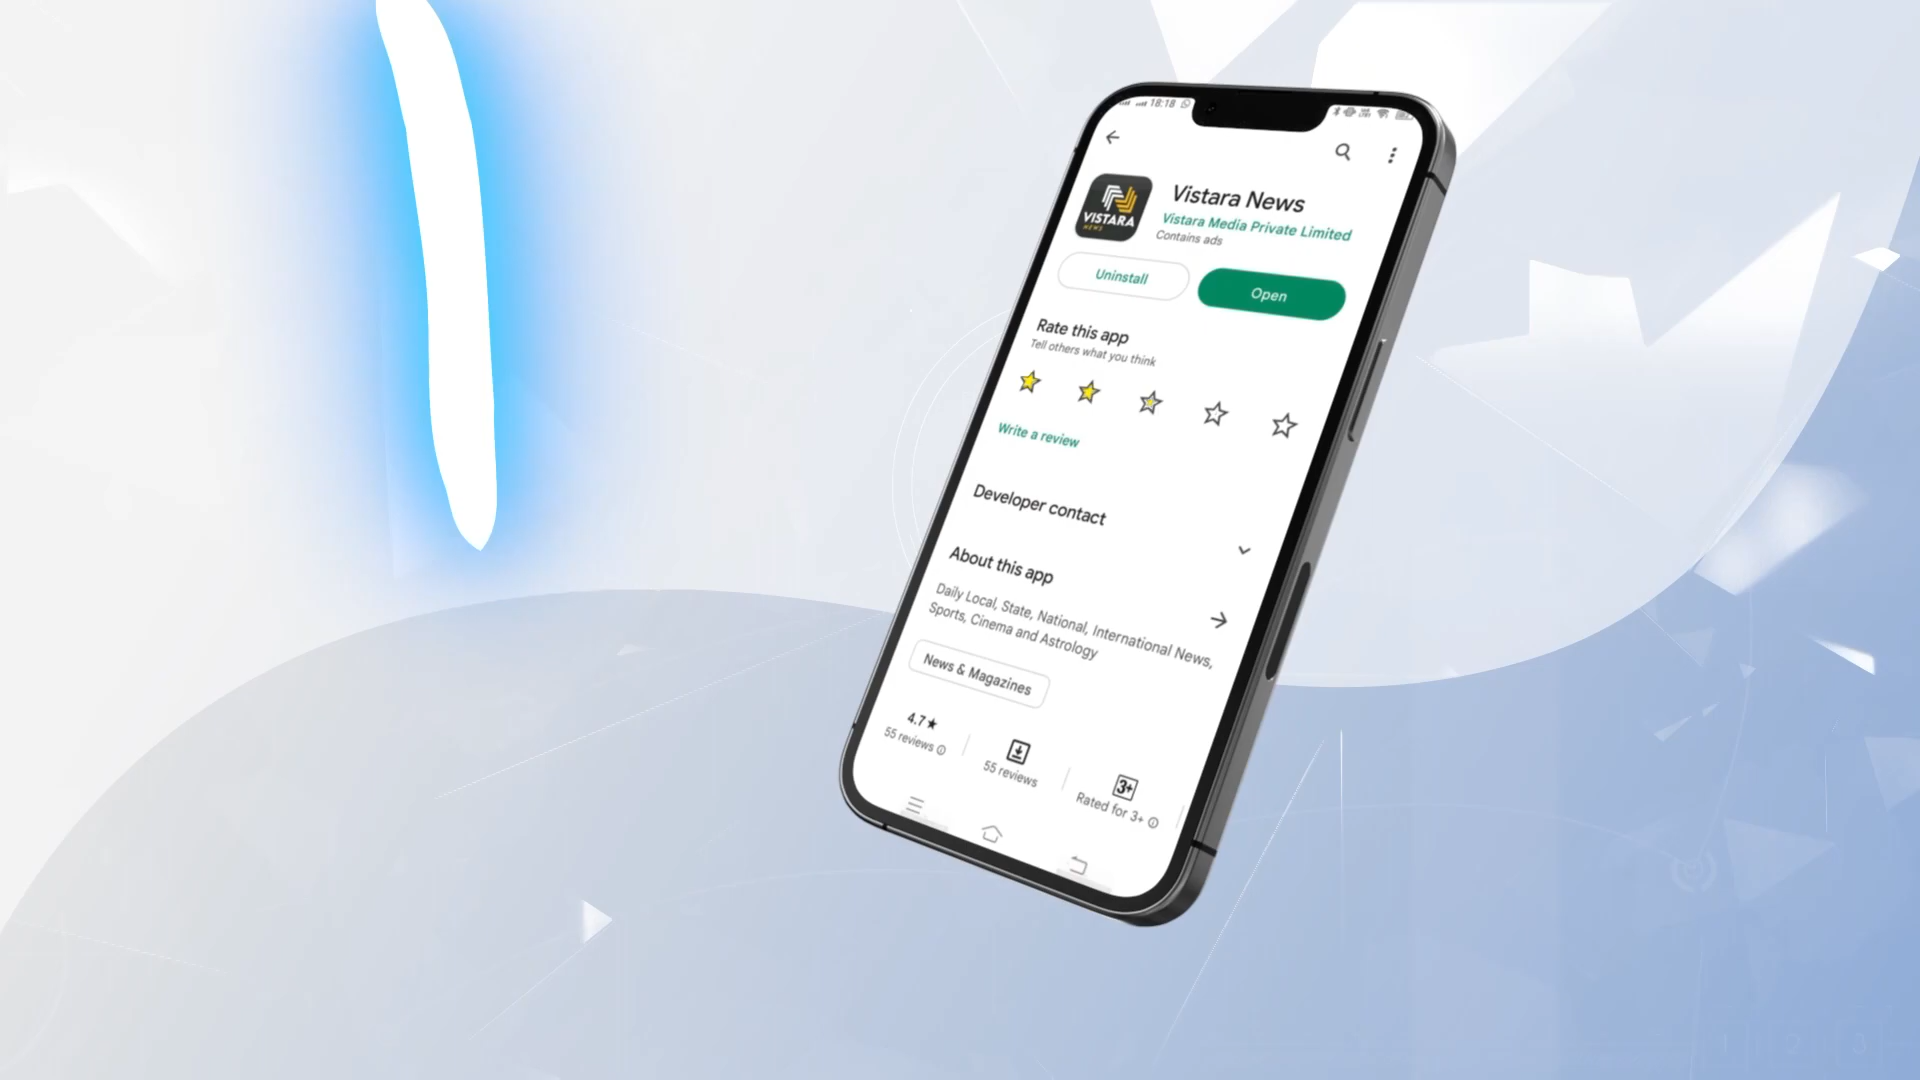 18:18
Vistara News
Vistara Media Private Limited
Contains ads
VISTARA
NEWS
Uninstall
Open
Rate this app
Tell others what you think
Write a review
Developer contact
About this app
Daily Local, State, National, International News,
Sports, Cinema and Astrology
News & Magazines
4.7★
55 reviews
55 reviews
3+
Rated for 3+